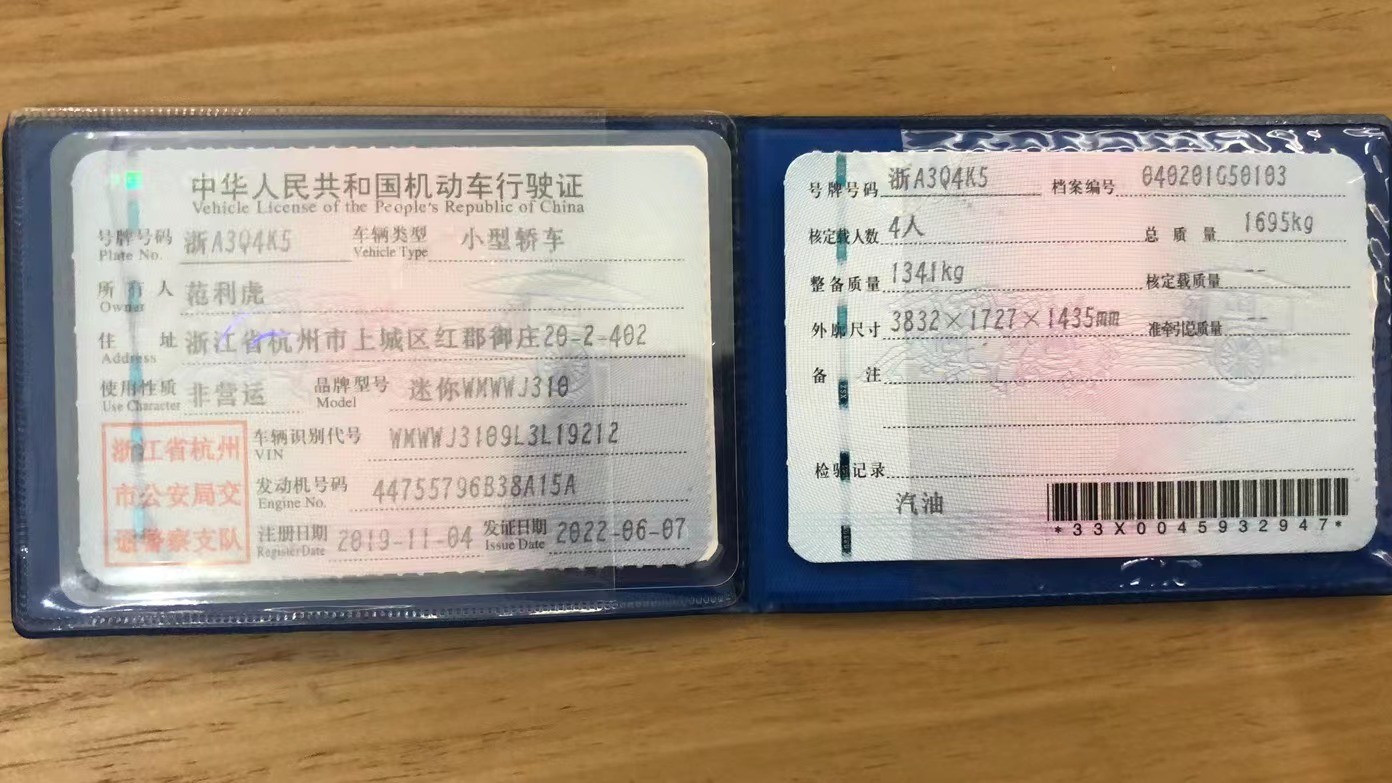 中华人民共和国机动车行驶证
Vehicle License of the People's Republic of China
号牌号码 浙A3Q4K5 车辆类型 小型轿车
Plate No. Vehicle Type
所有人 范利虎
Owner
住址 浙江省杭州市上城区红郡御庄20-2-402
Address
使用性质 非营运 品牌型号 迷你WMWWJ310
Use Character Model
浙江省杭州
市公安局交
通警察支队
车辆识别代号 WMWWJ3109L3L19212
VIN
发动机号码 44755796B38A15A
Engine No.
注册日期 2019-11-04 发证日期 2022-06-07
Register Date Issue Date
号牌号码 浙A3Q4K5 档案编号 040201G50103
核定载人数 4人 总质量 1695kg
整备质量 1341kg 核定载质量 --
外廓尺寸 3832×1727×1435mm 准牵引总质量 --
备注
检验记录
汽油
*33X0045932947*